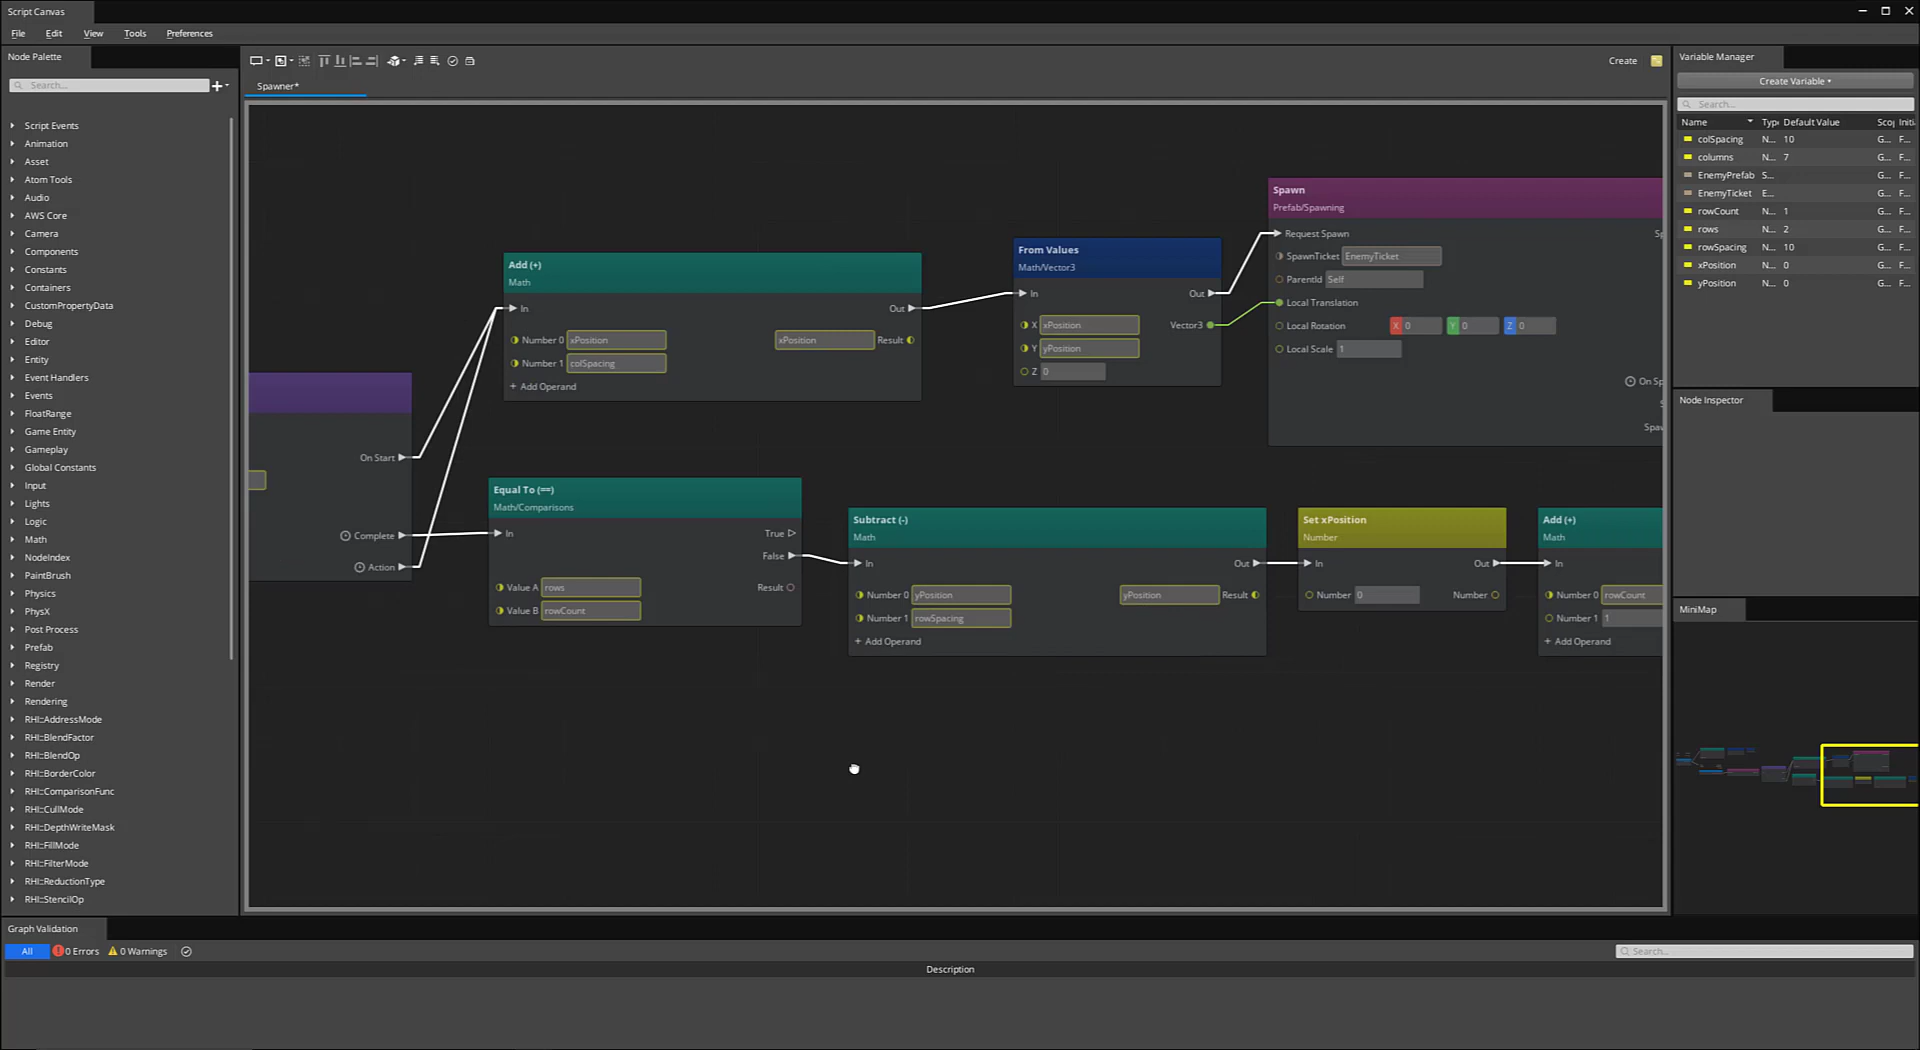 Script Canvas
File Edit View Tools Preferences
Node Palette
Search...
Script Events
Animation
Asset
Atom Tools
Audio
AWS Core
Camera
Components
Constants
Containers
CustomPropertyData
Debug
Editor
Entity
Event Handlers
Events
FloatRange
Game Entity
Gameplay
Global Constants
Input
Lights
Logic
Math
NodeIndex
PaintBrush
Physics
PhysX
Post Process
Prefab
Registry
Render
Rendering
RHI::AddressMode
RHI::BlendFactor
RHI::BlendOp
RHI::BorderColor
RHI::ComparisonFunc
RHI::CullMode
RHI::DepthWriteMask
RHI::FillMode
RHI::FilterMode
RHI::ReductionType
RHI::StencilOp
Create
Spawner*
On Start
Complete
Action
Add (+)
Math
In Out
Number 0 xPosition xPosition Result
Number 1 colSpacing
+ Add Operand
From Values
Math/Vector3
In Out
X xPosition Vector3
Y yPosition
Z 0
Spawn
Prefab/Spawning
Request Spawn Sp
SpawnTicket EnemyTicket
ParentId Self
Local Translation
Local Rotation X 0 Y 0 Z 0
Local Scale 1
On Sp
S
Spaw
Equal To (==)
Math/Comparisons
In True
False
Value A rows Result
Value B rowCount
Subtract (-)
Math
In Out
Number 0 yPosition yPosition Result
Number 1 rowSpacing
+ Add Operand
Set xPosition
Number
In Out
Number 0 Number
Add (+)
Math
In
Number 0 rowCount
Number 1 1
+ Add Operand
Variable Manager
Create Variable
Search...
Name Type Default Value Scop Initi
colSpacing N... 10 G... F...
columns N... 7 G... F...
EnemyPrefab S... G... F...
EnemyTicket E... G... F...
rowCount N... 1 G... F...
rows N... 2 G... F...
rowSpacing N... 10 G... F...
xPosition N... 0 G... F...
yPosition N... 0 G... F...
Node Inspector
MiniMap
Graph Validation
All 0 Errors 0 Warnings
Search...
Description